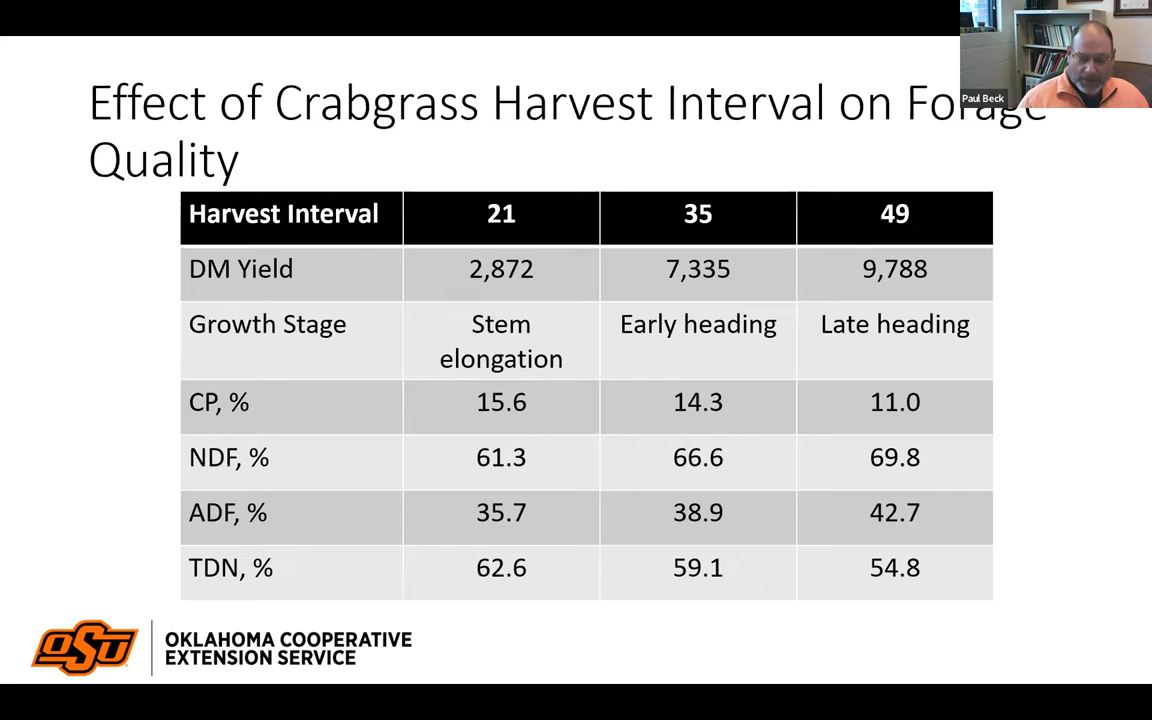 Effect of Crabgrass Harvest Interval on Forage
Quality
Paul Beck
Harvest Interval 21 35 49
DM Yield 2,872 7,335 9,788
Growth Stage Stem elongation Early heading Late heading
CP, % 15.6 14.3 11.0
NDF, % 61.3 66.6 69.8
ADF, % 35.7 38.9 42.7
TDN, % 62.6 59.1 54.8
OSU
OKLAHOMA COOPERATIVE
EXTENSION SERVICE